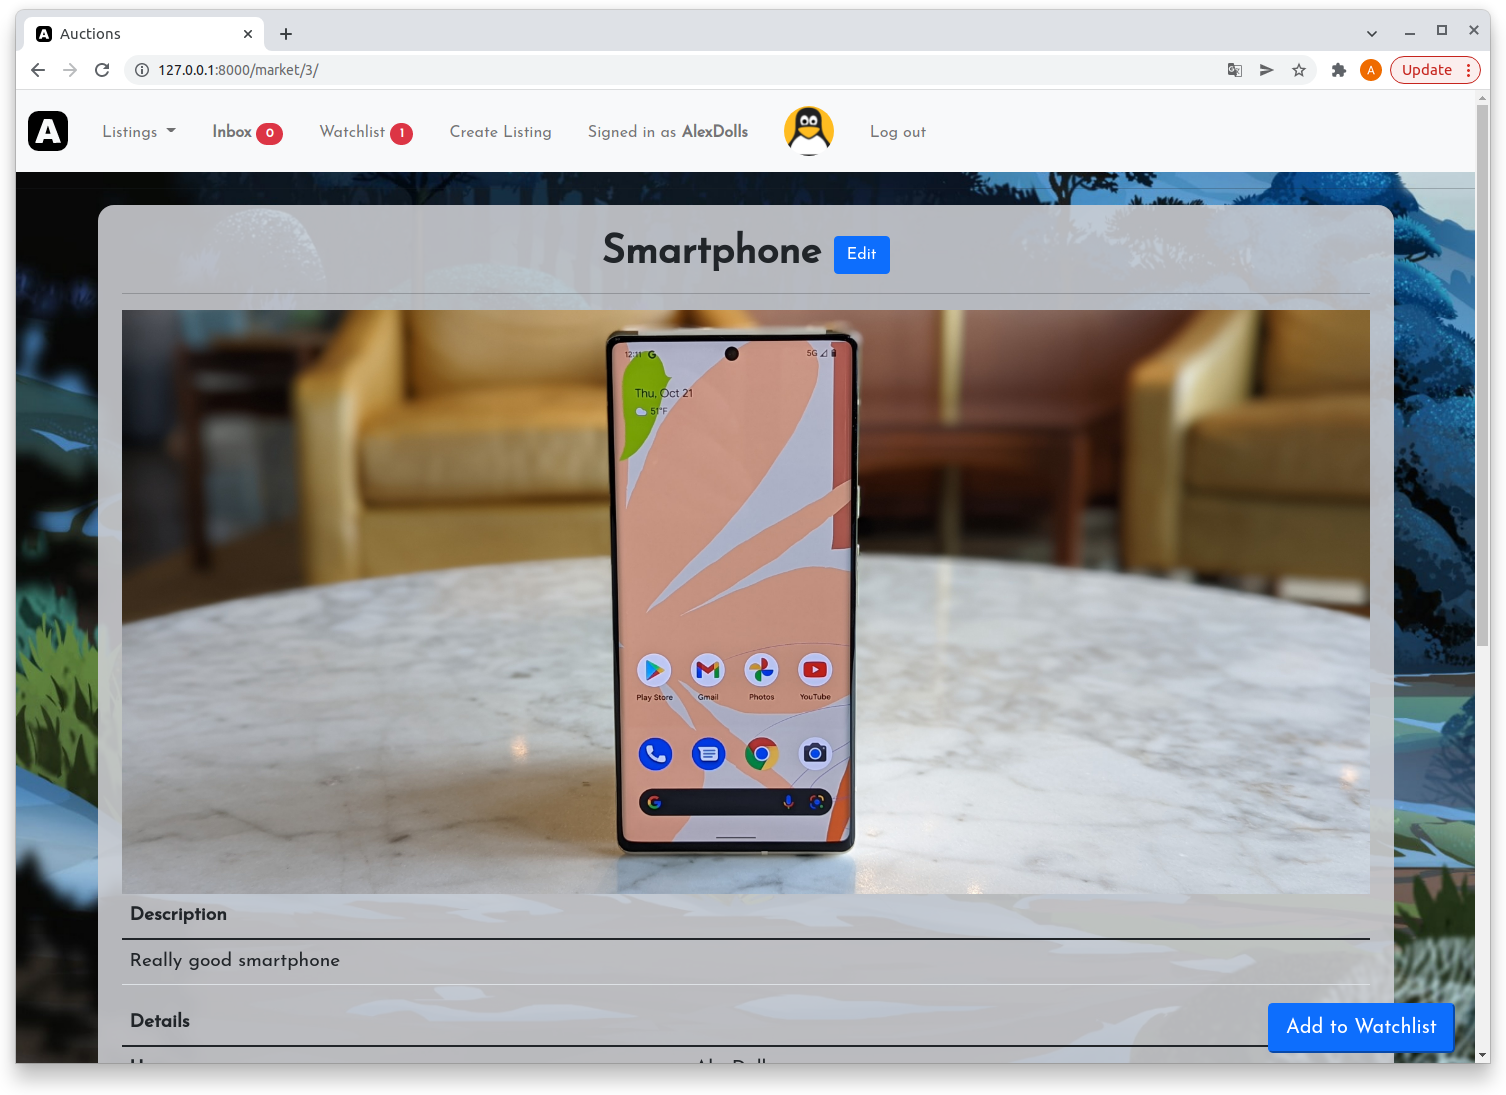 Auctions
127.0.0.1:8000/market/3/
A
Update
A
Listings
Inbox 0
Watchlist 1
Create Listing
Signed in as AlexDolls
Log out
Smartphone
Edit
12:11 G
5G
Thu, Oct 21
51°F
Play Store
Gmail
Photos
YouTube
Description
Really good smartphone
Details
Add to Watchlist